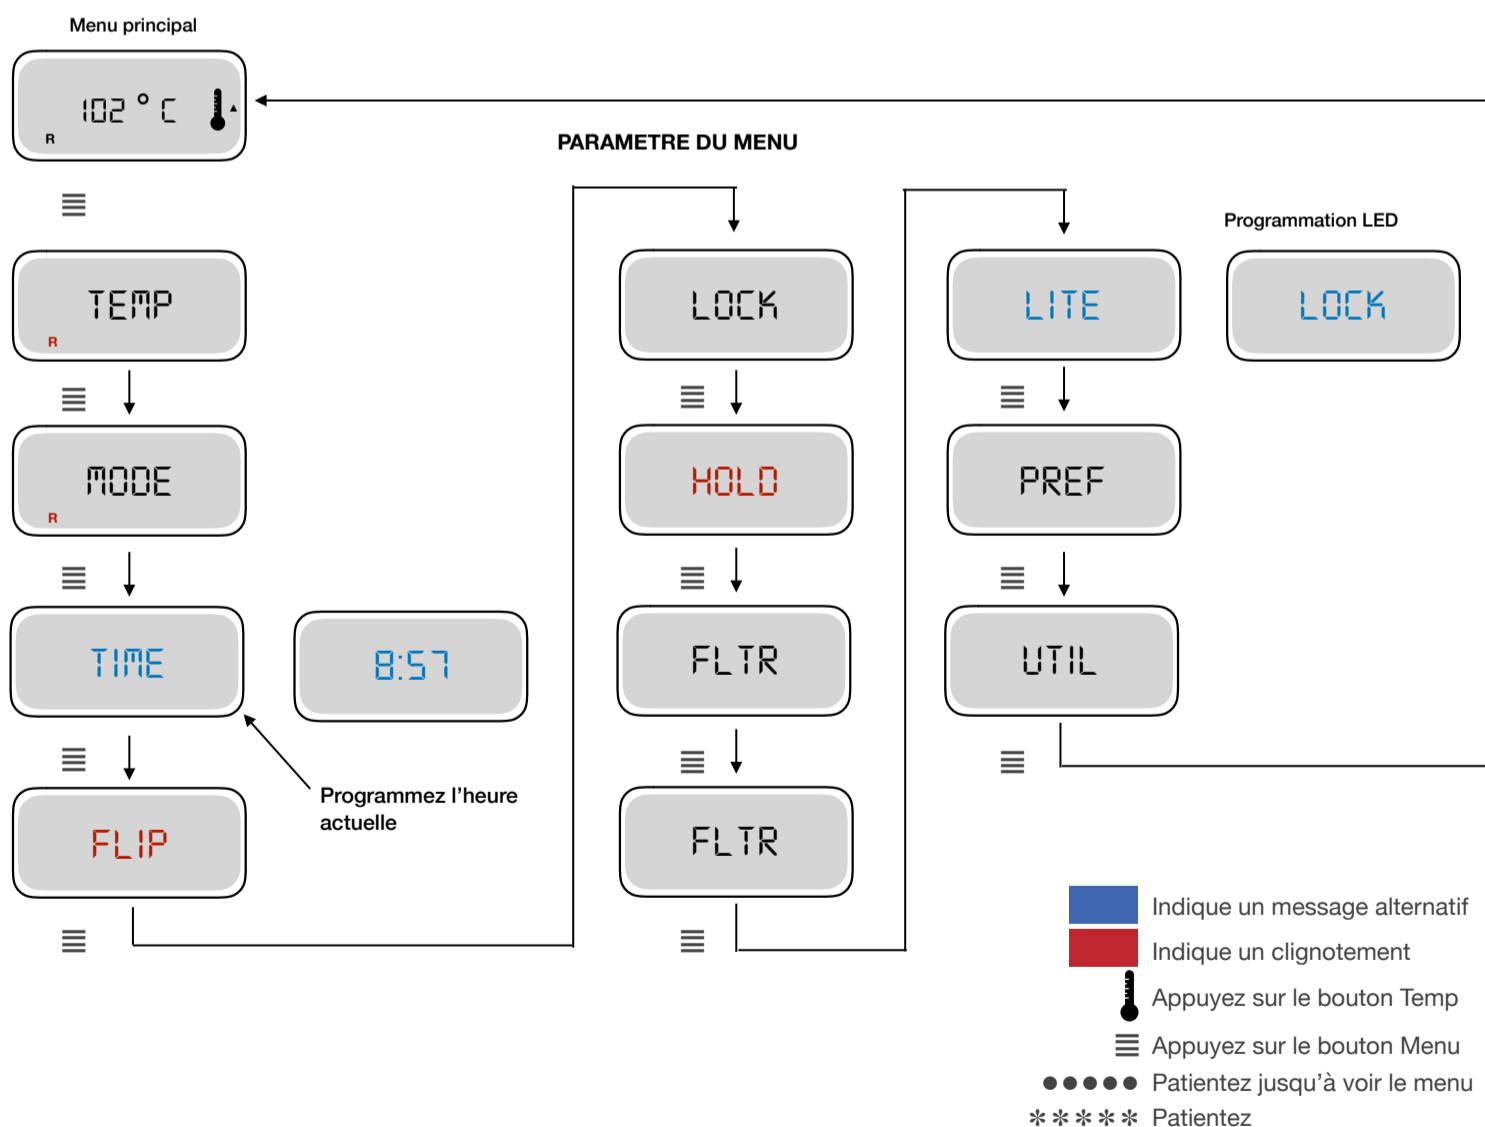 Menu principal
102 ° C
R
PARAMETRE DU MENU
TEMP
R
MODE
R
TIME
8:57
Programmez l'heure
actuelle
FLIP
LOCK
HOLD
FLTR
FLTR
LITE
Programmation LED
LOCK
PREF
UTIL
Indique un message alternatif
Indique un clignotement
Appuyez sur le bouton Temp
Appuyez sur le bouton Menu
●●●●● Patientez jusqu'à voir le menu
✻✻✻✻✻ Patientez